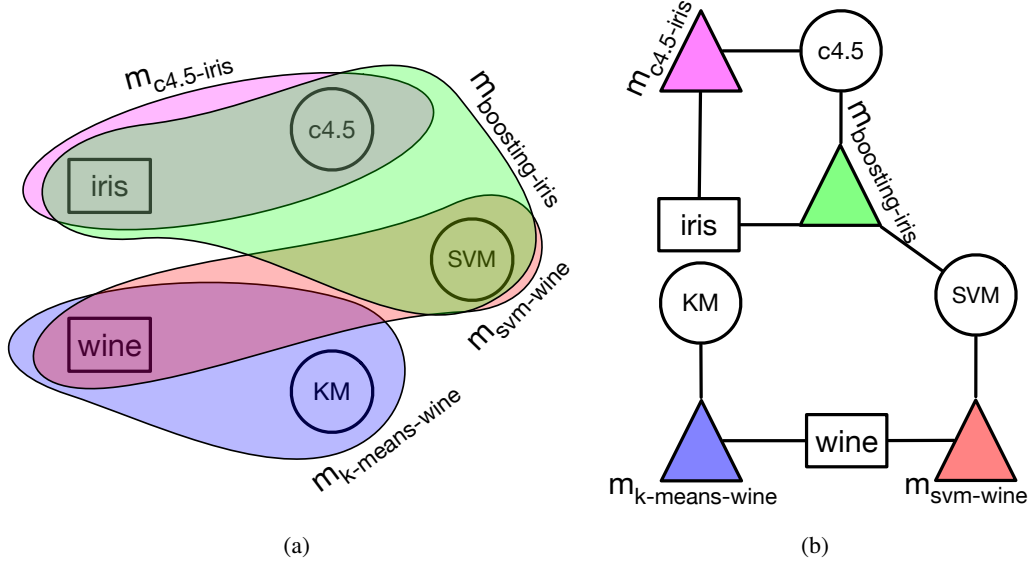 m_c4.5-iris
m_boosting-iris
c4.5
iris
SVM
m_svm-wine
wine
KM
m_k-means-wine
(a)
m_c4.5-iris
c4.5
m_boosting-iris
iris
KM
SVM
wine
m_k-means-wine
m_svm-wine
(b)